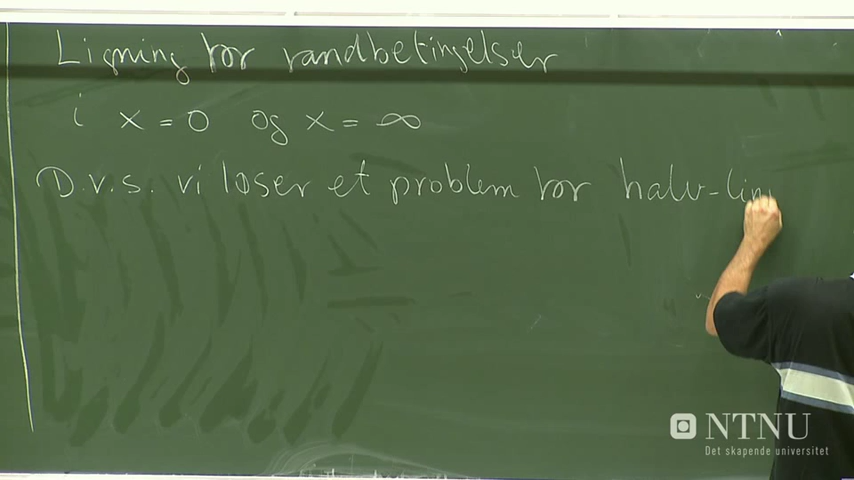 Ligning for randbetingelser
i x = 0 og x = ∞
D.v.s. vi løser et problem for halv-lin
NTNU
Det skapende universitet